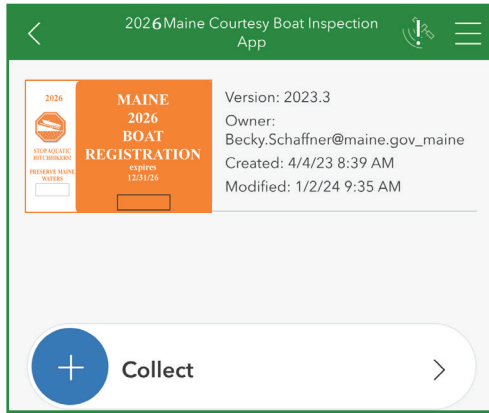 2026 Maine Courtesy Boat Inspection
App
2026
STOP AQUATIC
HITCHHIKERS!
PRESERVE MAINE
WATERS
MAINE
2026
BOAT
REGISTRATION
expires
12/31/26
Version: 2023.3
Owner:
Becky.Schaffner@maine.gov_maine
Created: 4/4/23 8:39 AM
Modified: 1/2/24 9:35 AM
Collect